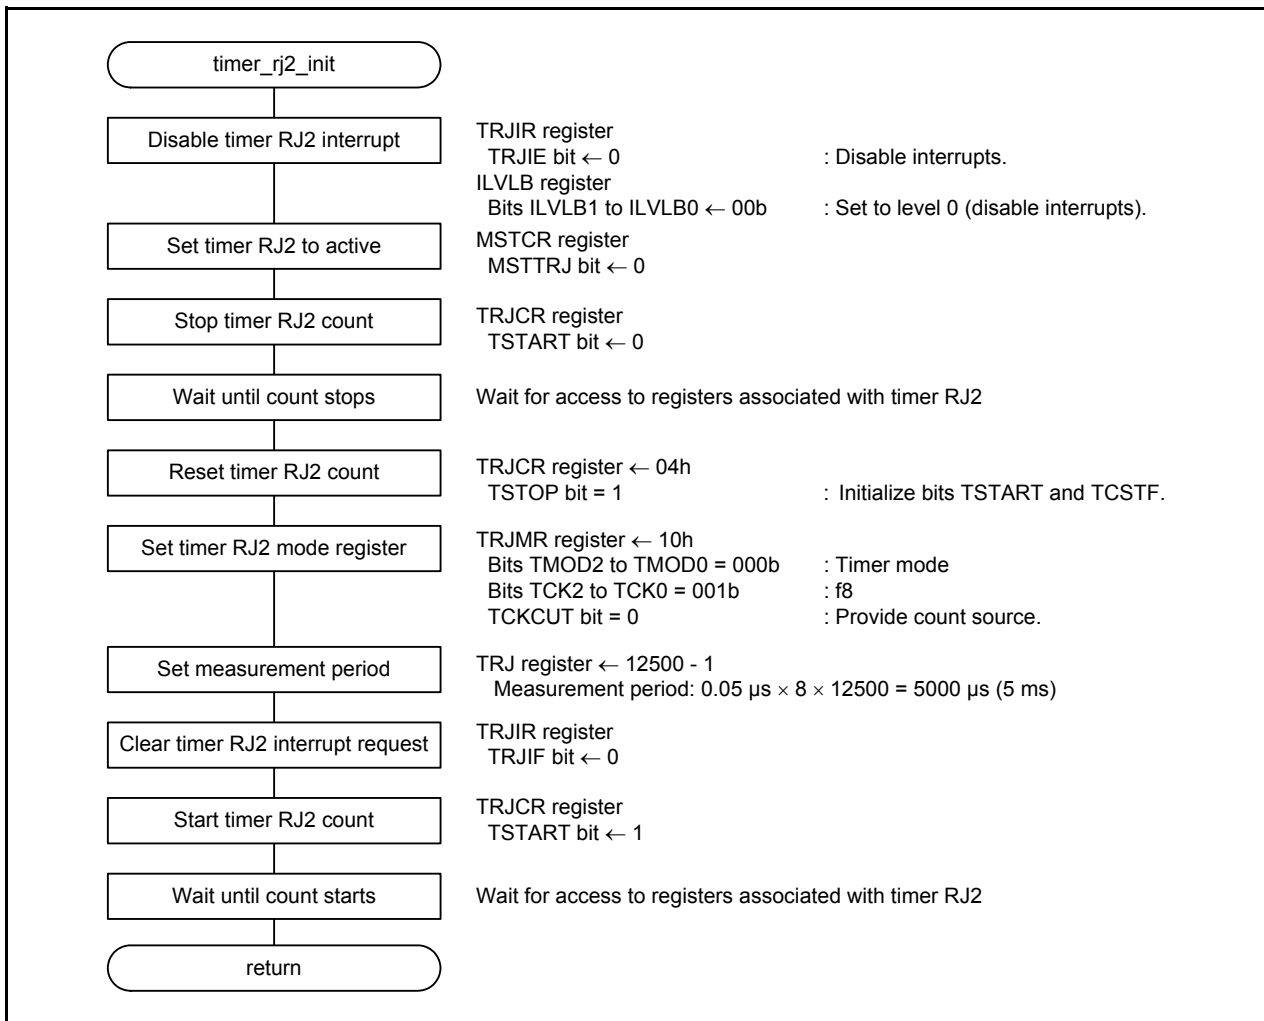 timer_rj2_init
Disable timer RJ2 interrupt
TRJIR register
TRJIE bit ← 0 : Disable interrupts.
ILVLB register
Bits ILVLB1 to ILVLB0 ← 00b : Set to level 0 (disable interrupts).
Set timer RJ2 to active
MSTCR register
MSTTRJ bit ← 0
Stop timer RJ2 count
TRJCR register
TSTART bit ← 0
Wait until count stops
Wait for access to registers associated with timer RJ2
Reset timer RJ2 count
TRJCR register ← 04h
TSTOP bit = 1 : Initialize bits TSTART and TCSTF.
Set timer RJ2 mode register
TRJMR register ← 10h
Bits TMOD2 to TMOD0 = 000b : Timer mode
Bits TCK2 to TCK0 = 001b : f8
TCKCUT bit = 0 : Provide count source.
Set measurement period
TRJ register ← 12500 - 1
Measurement period: 0.05 µs × 8 × 12500 = 5000 µs (5 ms)
Clear timer RJ2 interrupt request
TRJIR register
TRJIF bit ← 0
Start timer RJ2 count
TRJCR register
TSTART bit ← 1
Wait until count starts
Wait for access to registers associated with timer RJ2
return